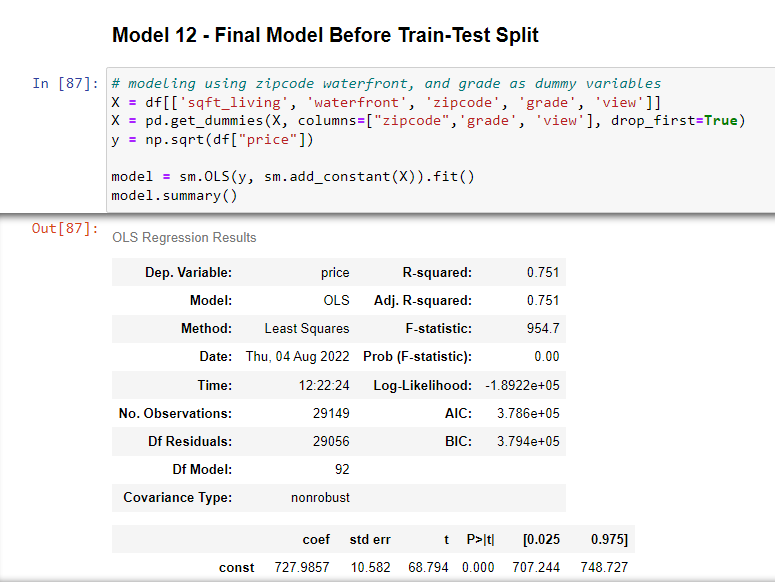 Model 12 - Final Model Before Train-Test Split
In [87]: # modeling using zipcode waterfront, and grade as dummy variables
X = df[['sqft_living', 'waterfront', 'zipcode', 'grade', 'view']]
X = pd.get_dummies(X, columns=["zipcode",'grade', 'view'], drop_first=True)
y = np.sqrt(df["price"])
model = sm.OLS(y, sm.add_constant(X)).fit()
model.summary()
Out[87]: OLS Regression Results
Dep. Variable: price R-squared: 0.751
Model: OLS Adj. R-squared: 0.751
Method: Least Squares F-statistic: 954.7
Date: Thu, 04 Aug 2022 Prob (F-statistic): 0.00
Time: 12:22:24 Log-Likelihood: -1.8922e+05
No. Observations: 29149 AIC: 3.786e+05
Df Residuals: 29056 BIC: 3.794e+05
Df Model: 92
Covariance Type: nonrobust
coef std err t P>|t| [0.025 0.975]
const 727.9857 10.582 68.794 0.000 707.244 748.727